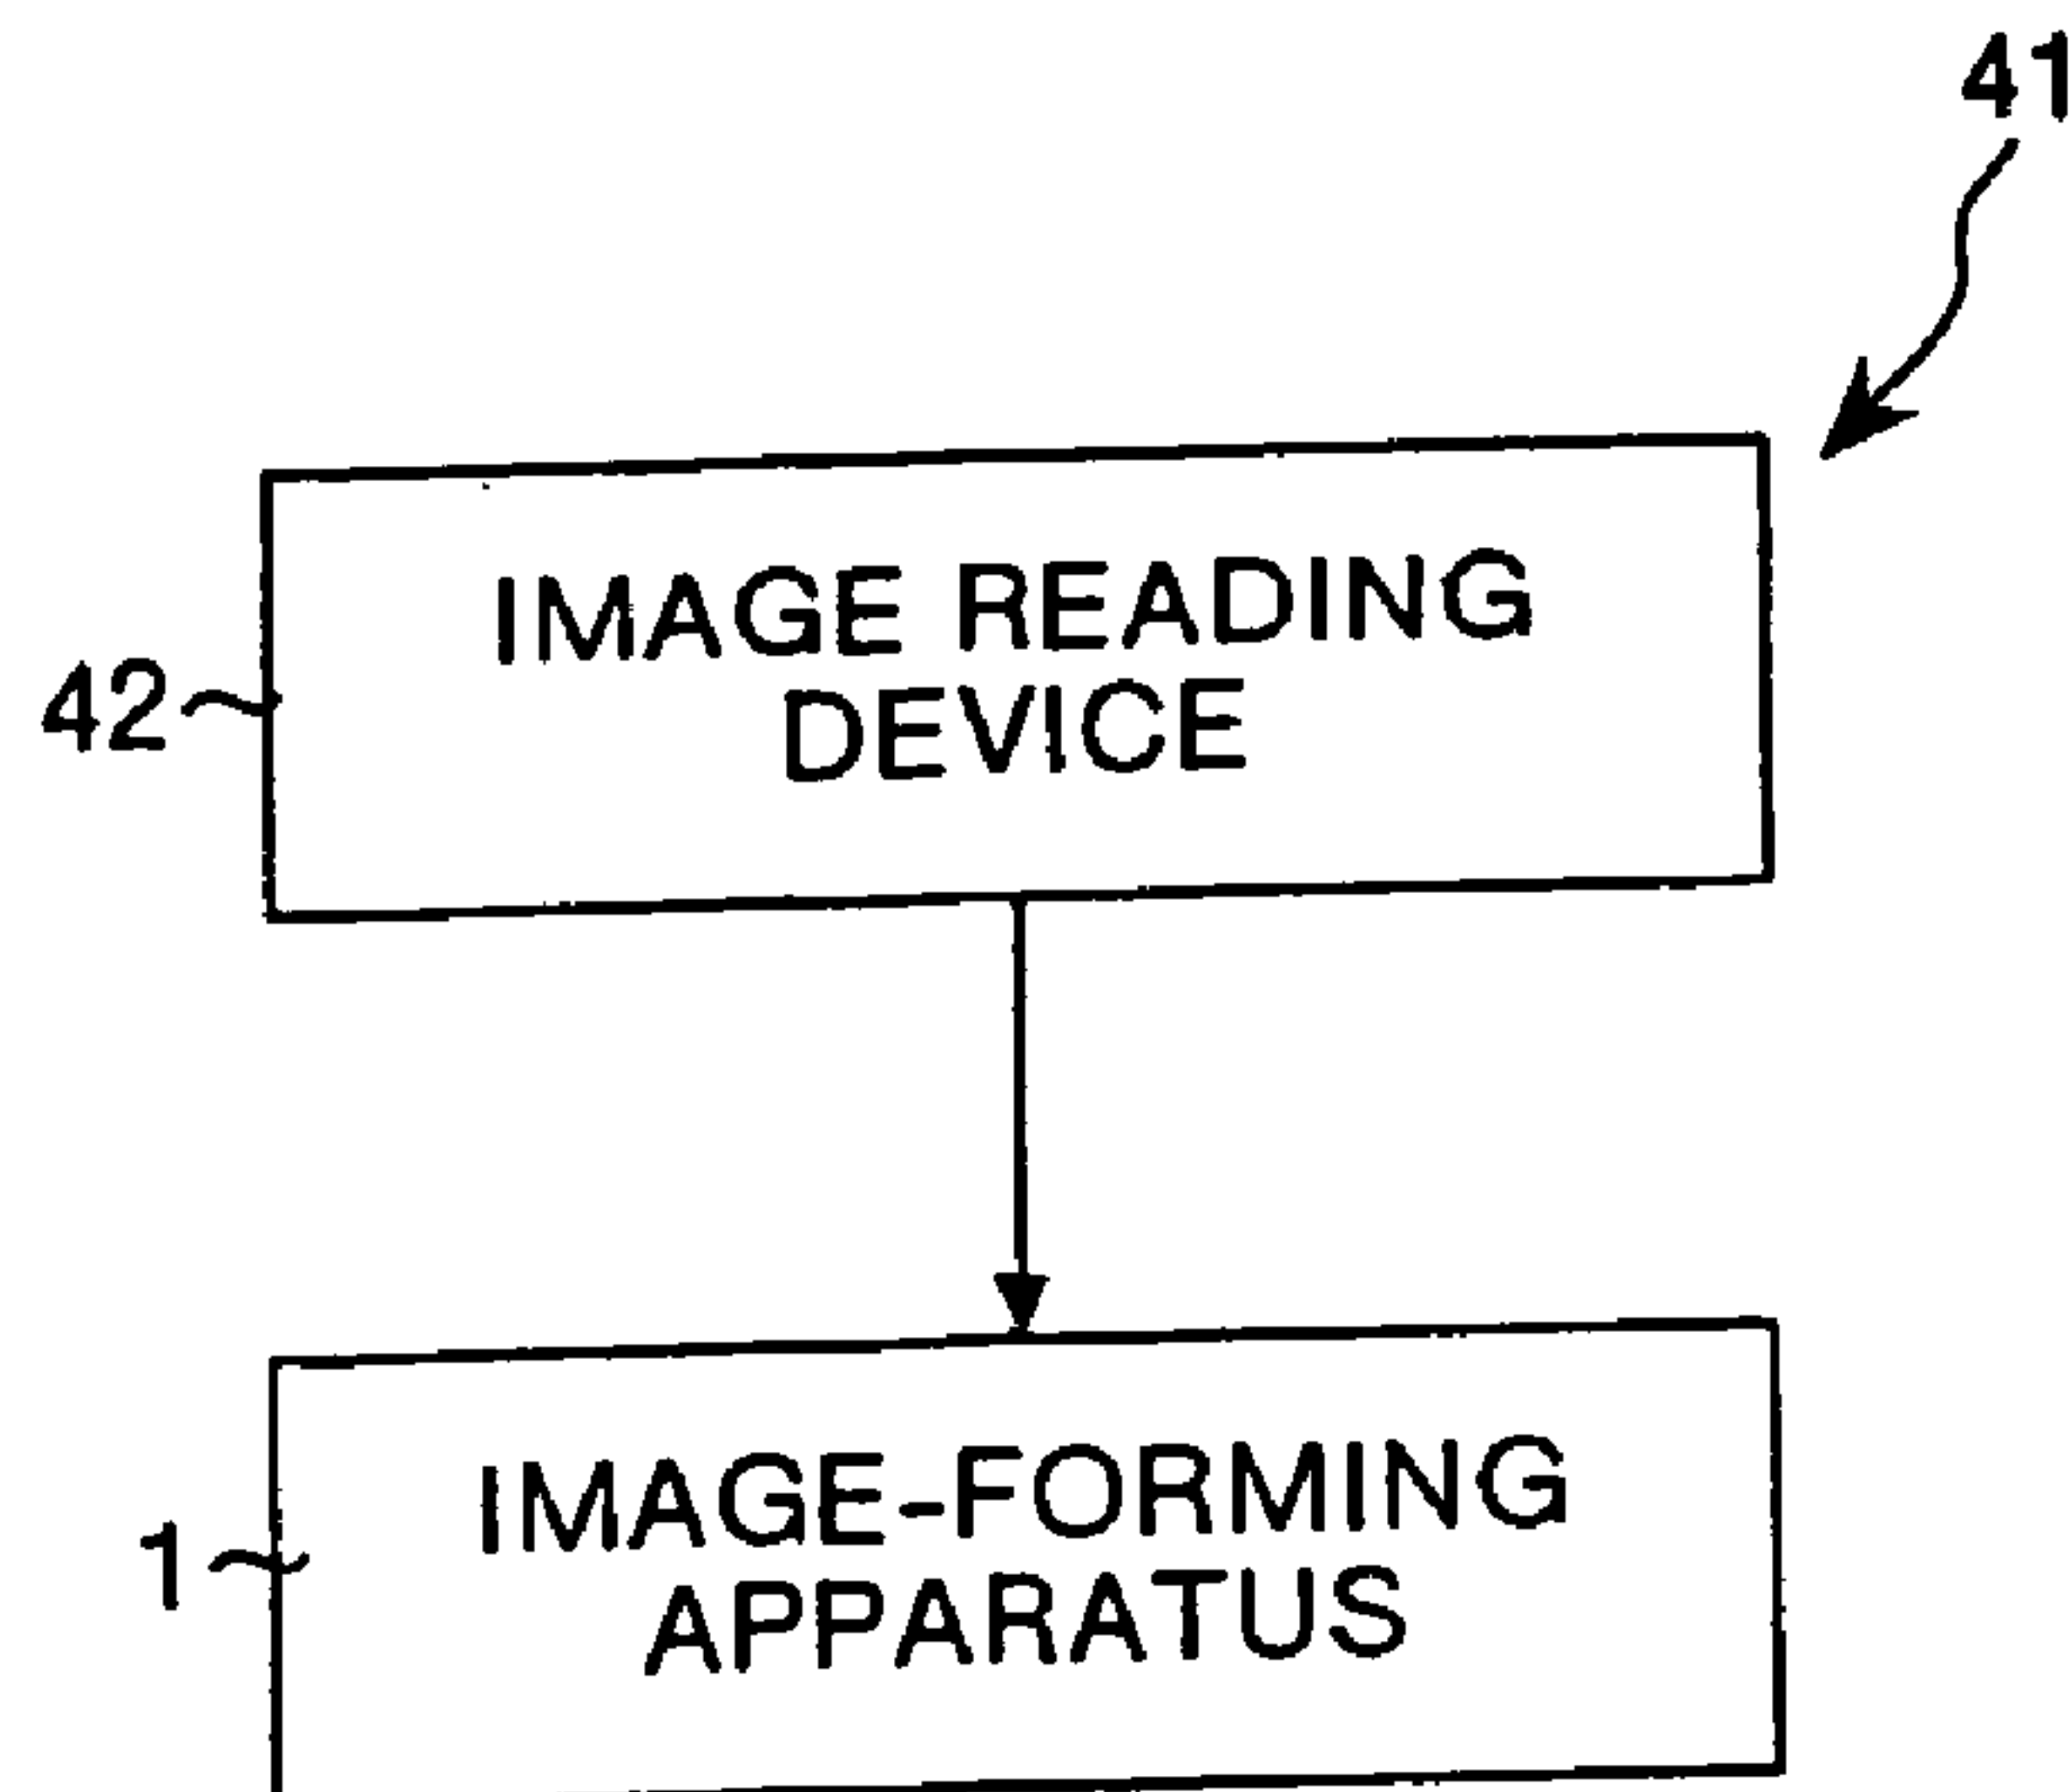 41
IMAGE READING
DEVICE
42
IMAGE-FORMING
APPARATUS
1